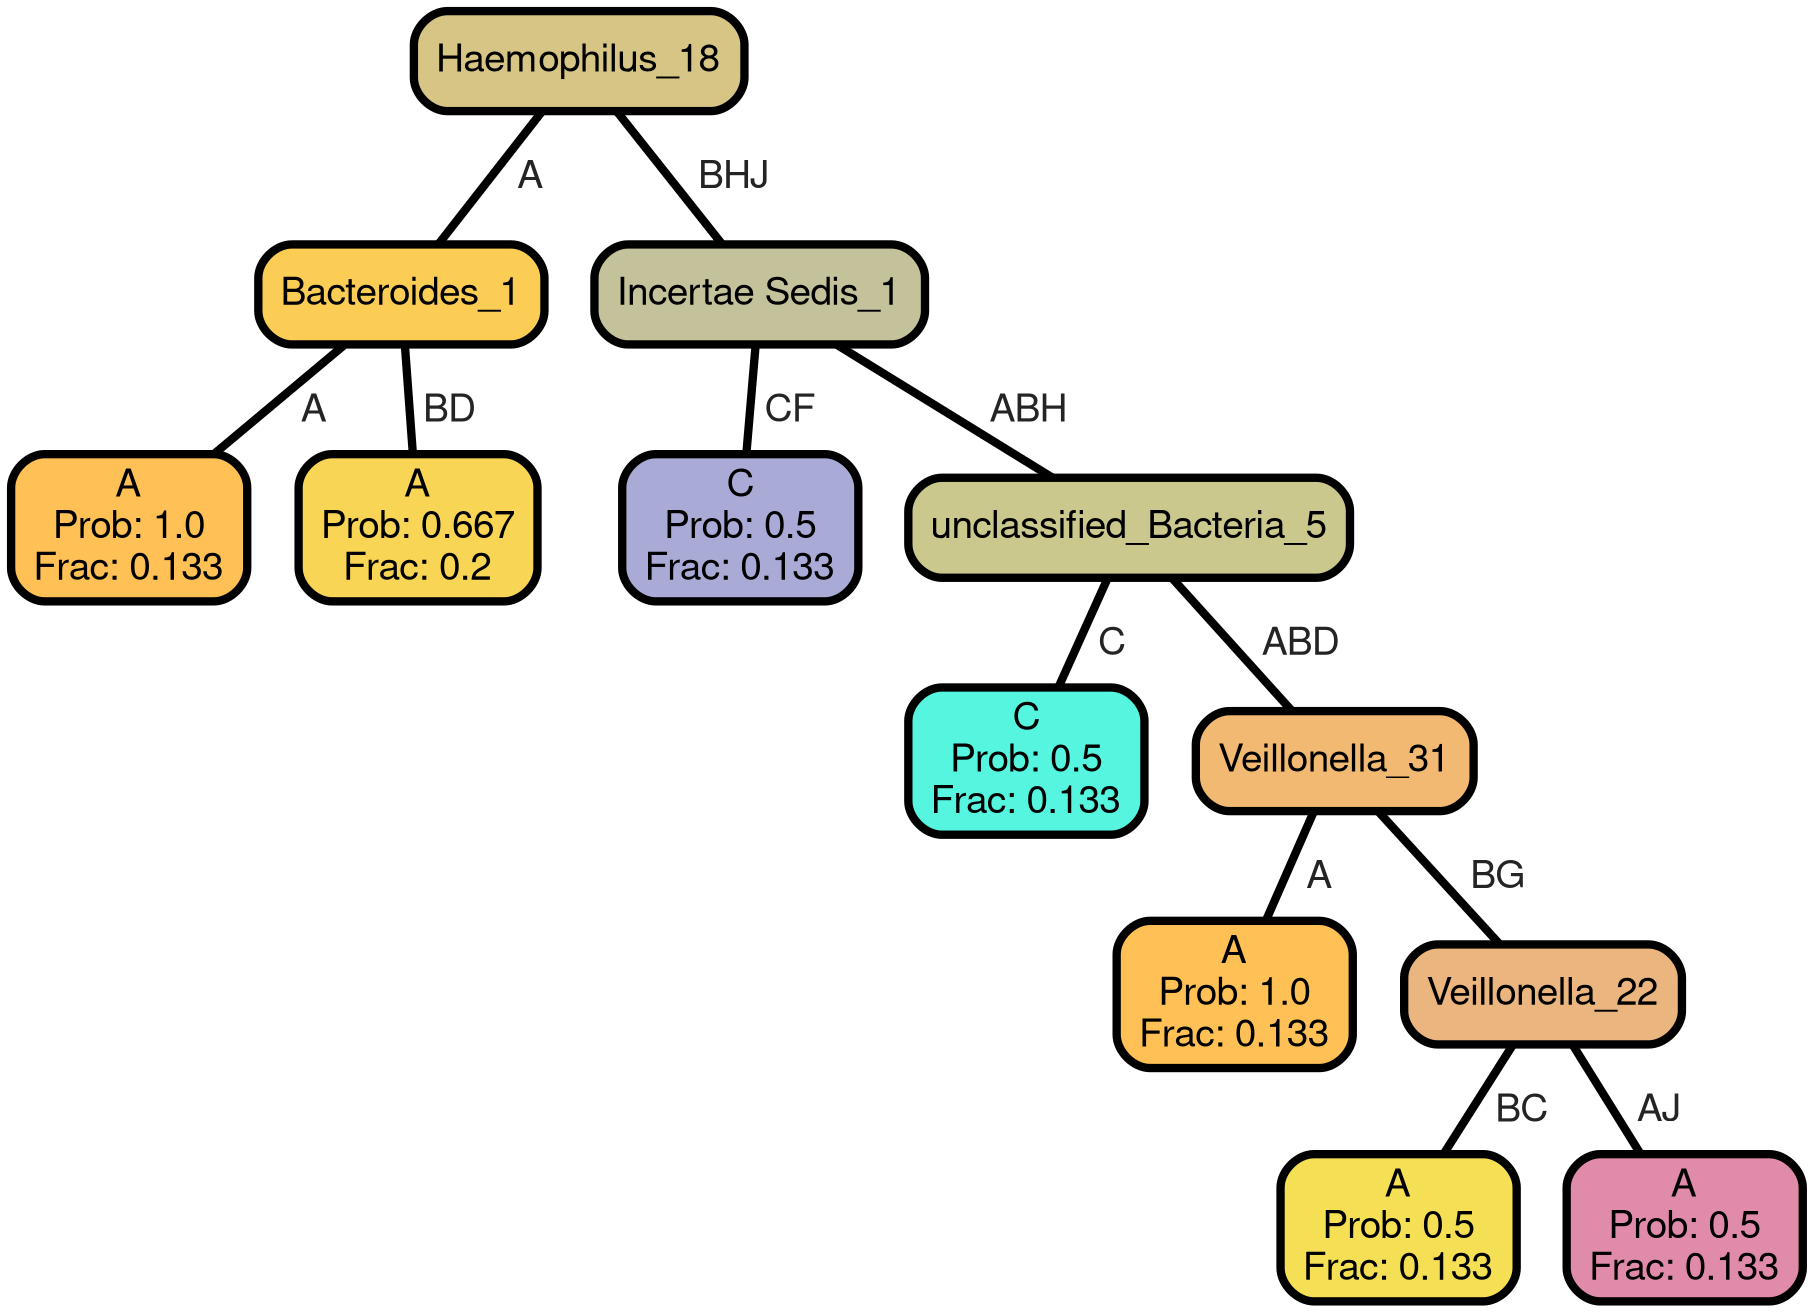 Haemophilus_18
A
BHJ
Bacteroides_1
Incertae Sedis_1
A
BD
CF
ABH
A
Prob: 1.0
Frac: 0.133
A
Prob: 0.667
Frac: 0.2
C
Prob: 0.5
Frac: 0.133
unclassified_Bacteria_5
C
ABD
C
Prob: 0.5
Frac: 0.133
Veillonella_31
A
BG
A
Prob: 1.0
Frac: 0.133
Veillonella_22
BC
AJ
A
Prob: 0.5
Frac: 0.133
A
Prob: 0.5
Frac: 0.133